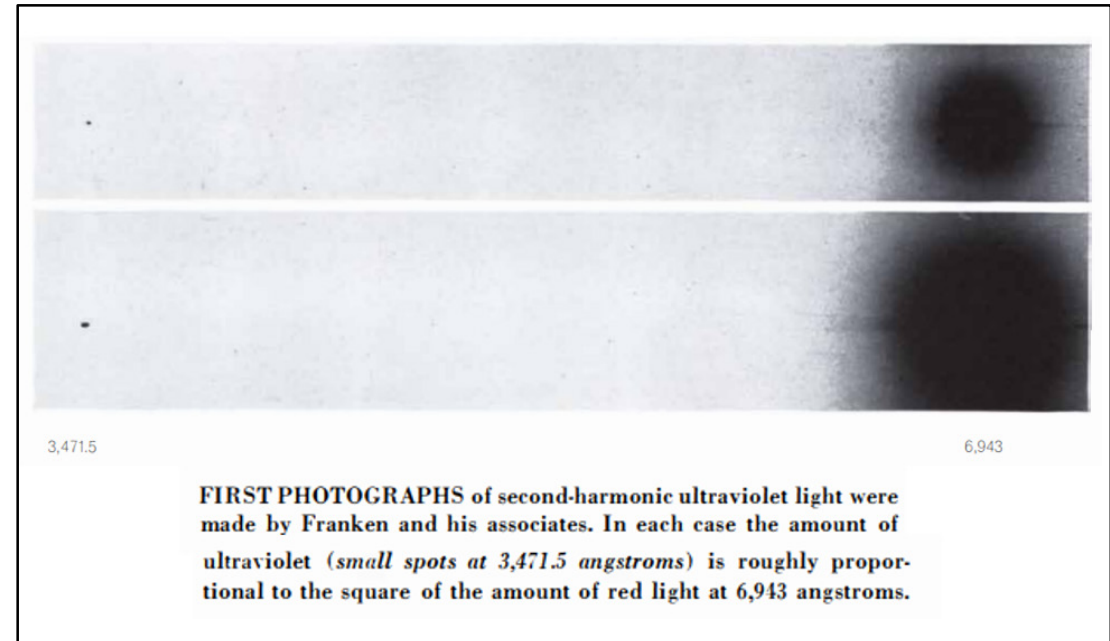 3,471.5 6,943
FIRST PHOTOGRAPHS of second-harmonic ultraviolet light were
made by Franken and his associates. In each case the amount of
ultraviolet (small spots at 3,471.5 angstroms) is roughly propor-
tional to the square of the amount of red light at 6,943 angstroms.